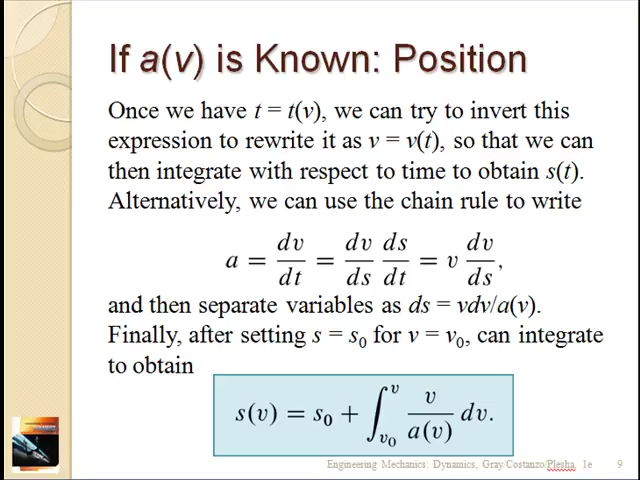 If a(v) is Known: Position
Once we have t = t(v), we can try to invert this
expression to rewrite it as v = v(t), so that we can
then integrate with respect to time to obtain s(t).
Alternatively, we can use the chain rule to write
a = dv/dt = dv/ds ds/dt = v dv/ds,
and then separate variables as ds = vdv/a(v).
Finally, after setting s = s₀ for v = v₀, can integrate
to obtain
s(v) = s₀ + ∫_{v₀}^{v} v/a(v) dv.
Engineering Mechanics: Dynamics, Gray/Costanzo/Plesha, 1e 9